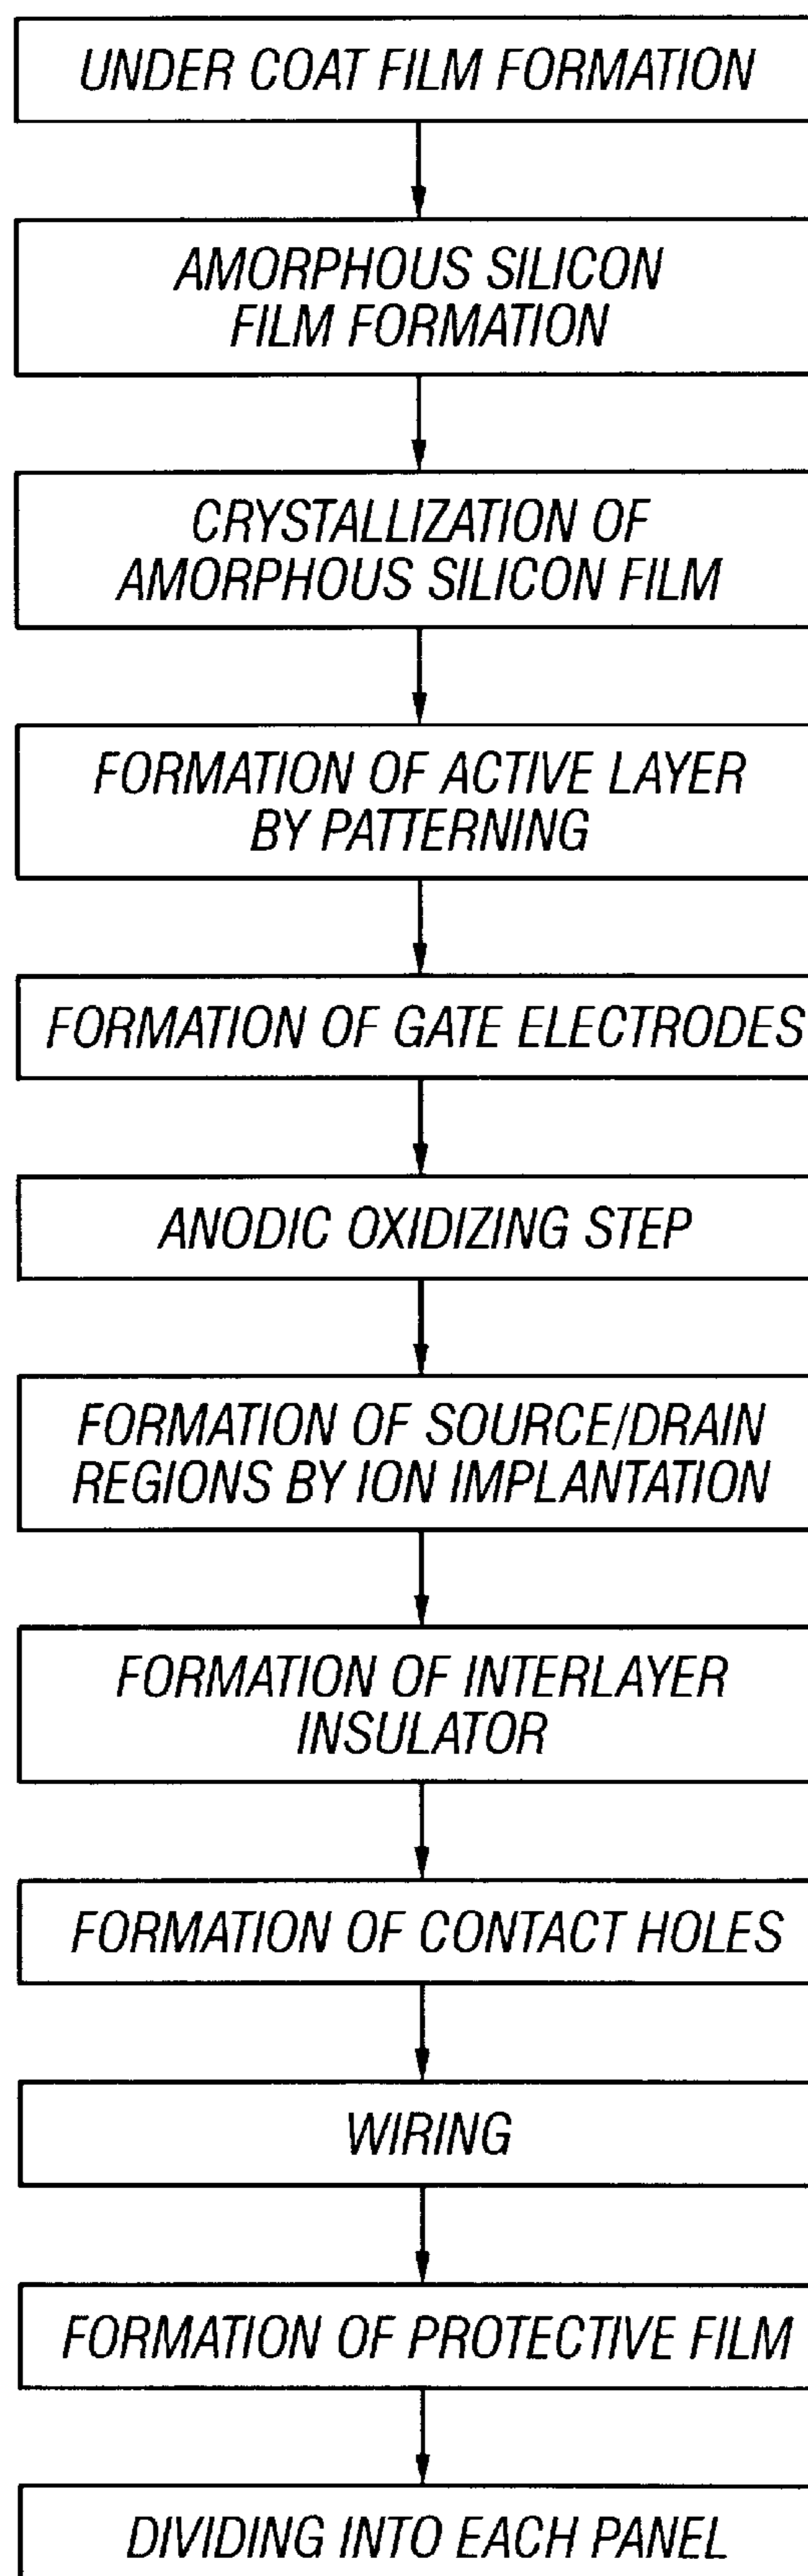 UNDER COAT FILM FORMATION
AMORPHOUS SILICON
FILM FORMATION
CRYSTALLIZATION OF
AMORPHOUS SILICON FILM
FORMATION OF ACTIVE LAYER
BY PATTERNING
FORMATION OF GATE ELECTRODES
ANODIC OXIDIZING STEP
FORMATION OF SOURCE/DRAIN
REGIONS BY ION IMPLANTATION
FORMATION OF INTERLAYER
INSULATOR
FORMATION OF CONTACT HOLES
WIRING
FORMATION OF PROTECTIVE FILM
DIVIDING INTO EACH PANEL